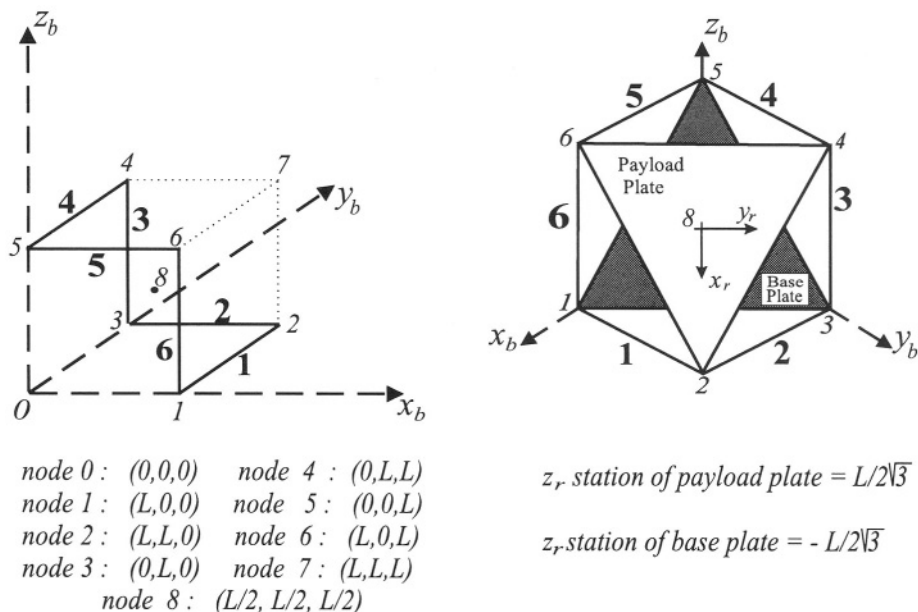 z_b
4
7
4
3
y_b
5
6
5
8
3
2
2
6
1
0
1
x_b
z_b
5
5
4
6
4
Payload
Plate
6
3
8
y_r
x_r
Base
Plate
1
3
x_b
y_b
1
2
2
node 0 : (0,0,0) node 4 : (0,L,L)
node 1 : (L,0,0) node 5 : (0,0,L)
node 2 : (L,L,0) node 6 : (L,0,L)
node 3 : (0,L,0) node 7 : (L,L,L)
node 8 : (L/2, L/2, L/2)
z_r station of payload plate = L/2√3
z_r station of base plate = - L/2√3